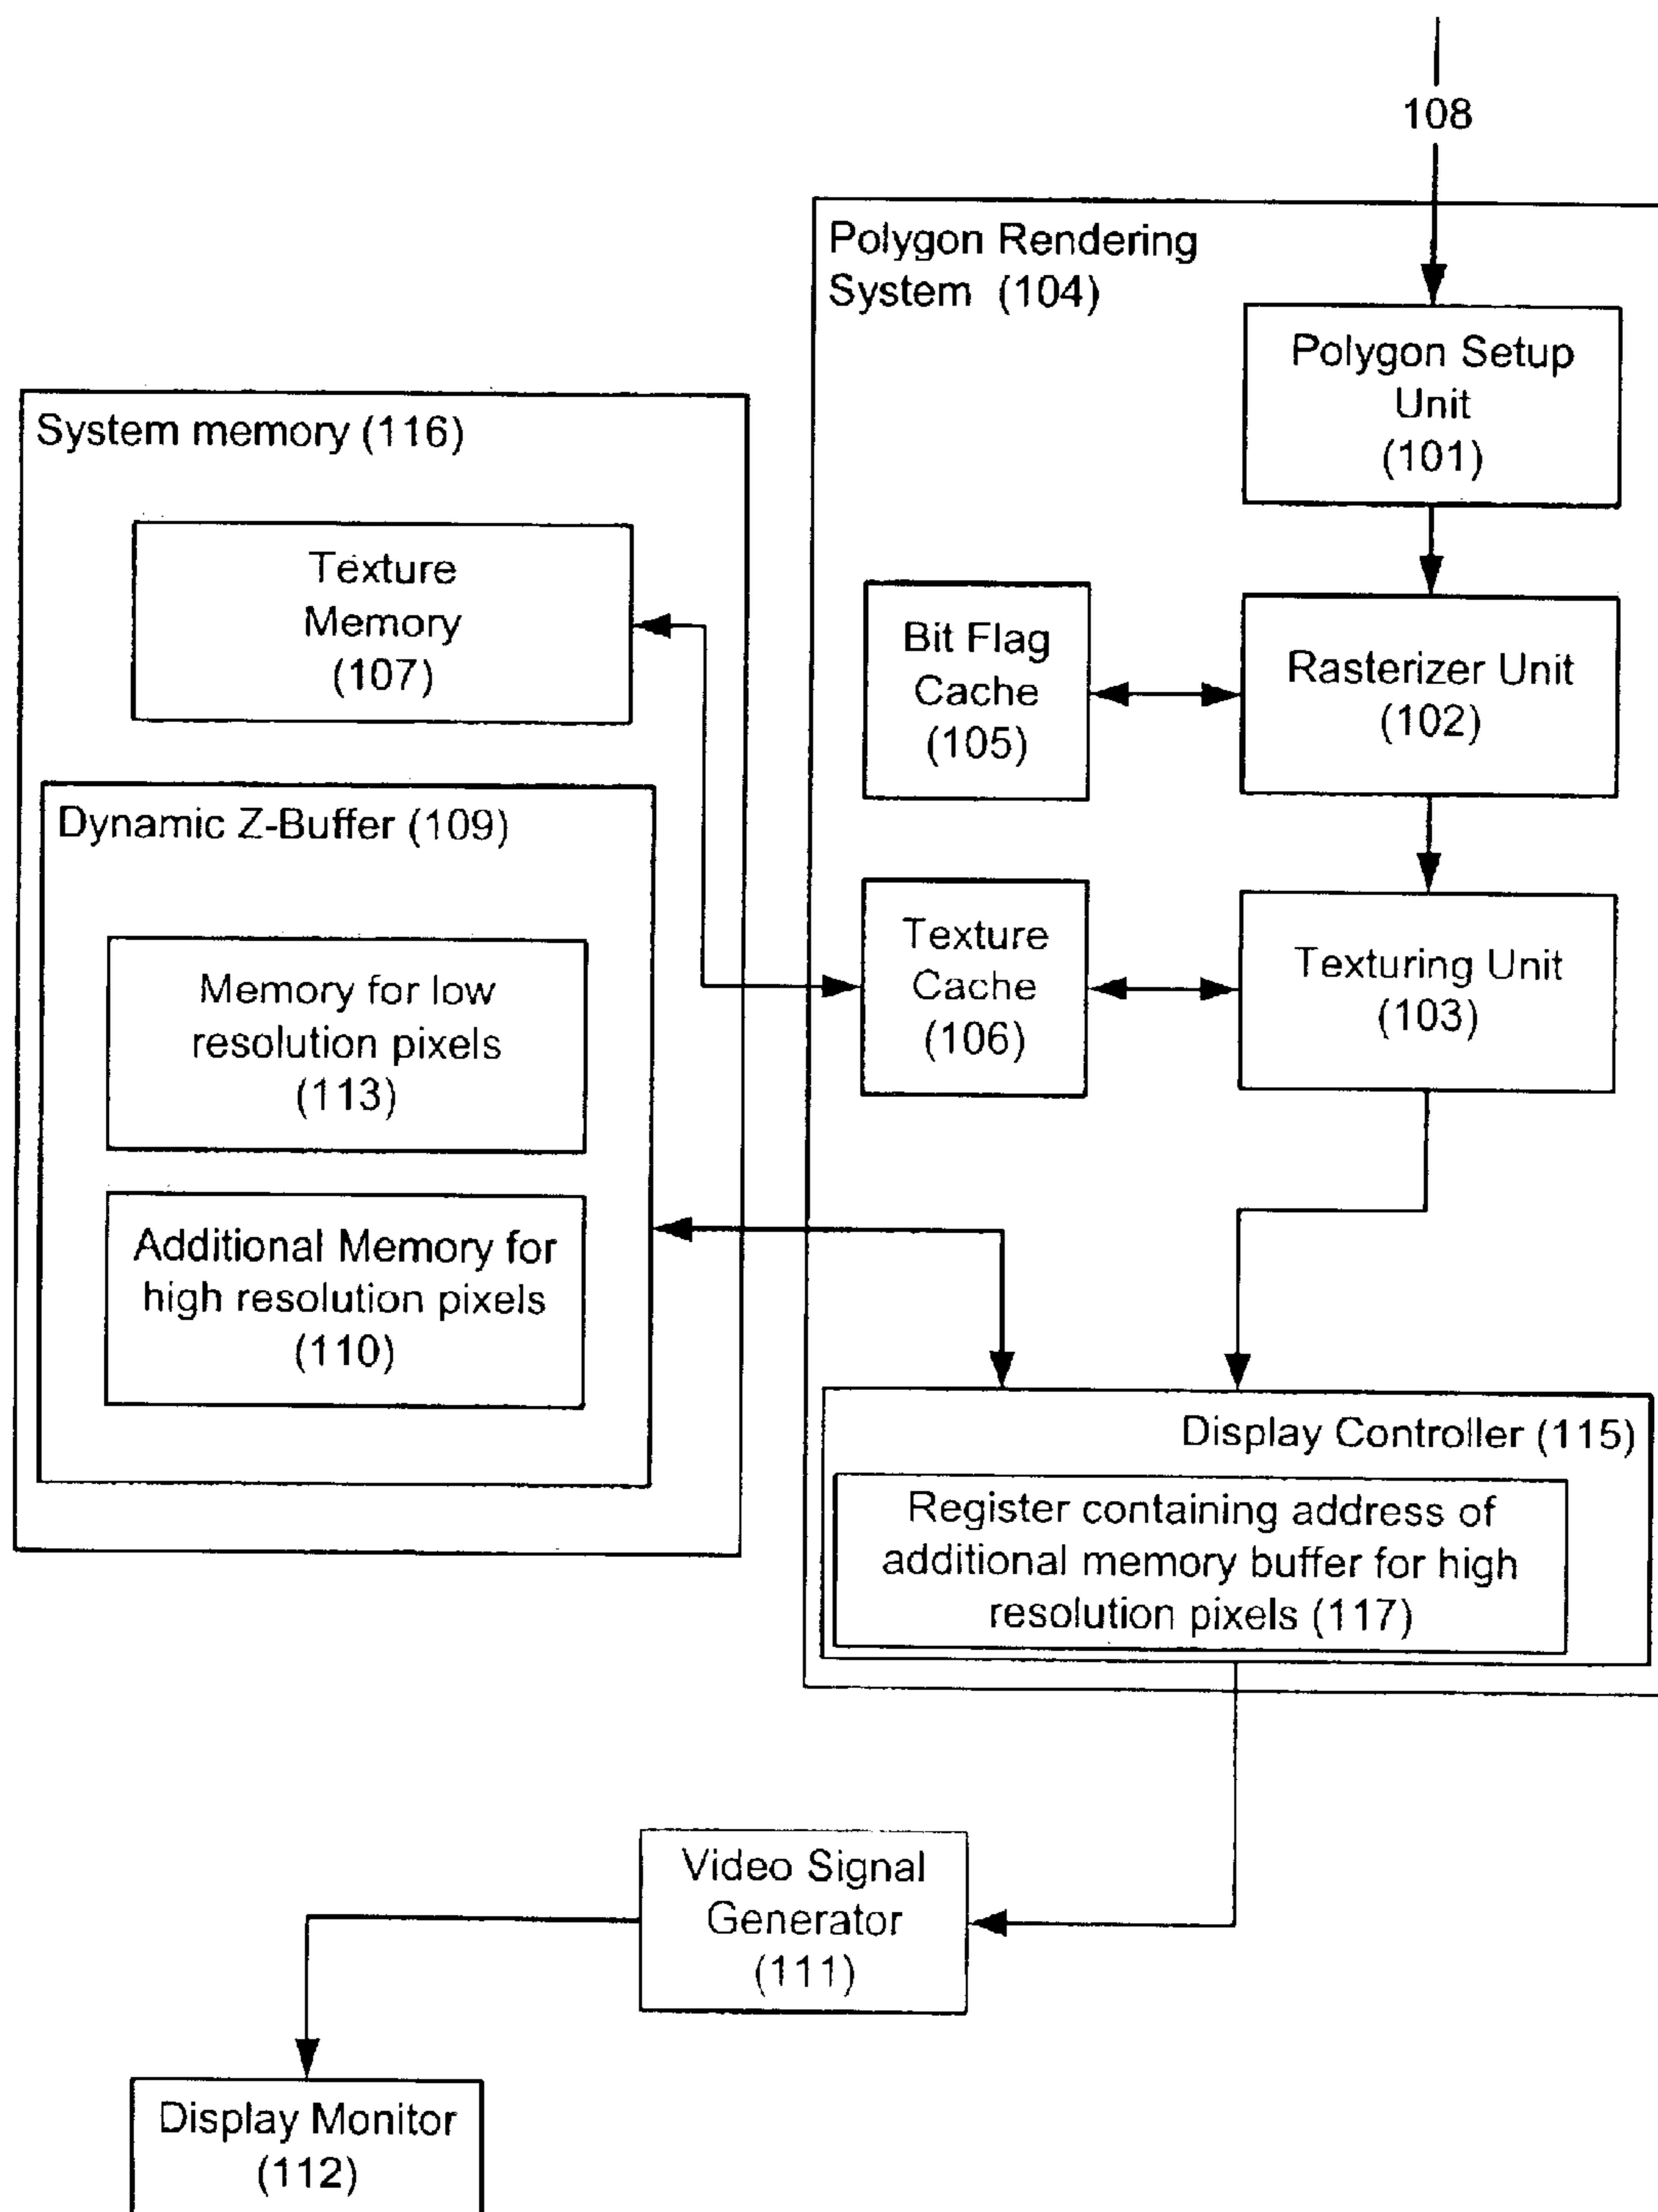 108
Polygon Rendering
System (104)
Polygon Setup
Unit
(101)
System memory (116)
Texture
Memory
(107)
Bit Flag
Cache
(105)
Rasterizer Unit
(102)
Dynamic Z-Buffer (109)
Texture
Cache
(106)
Texturing Unit
(103)
Memory for low
resolution pixels
(113)
Additional Memory for
high resolution pixels
(110)
Display Controller (115)
Register containing address of
additional memory buffer for high
resolution pixels (117)
Video Signal
Generator
(111)
Display Monitor
(112)